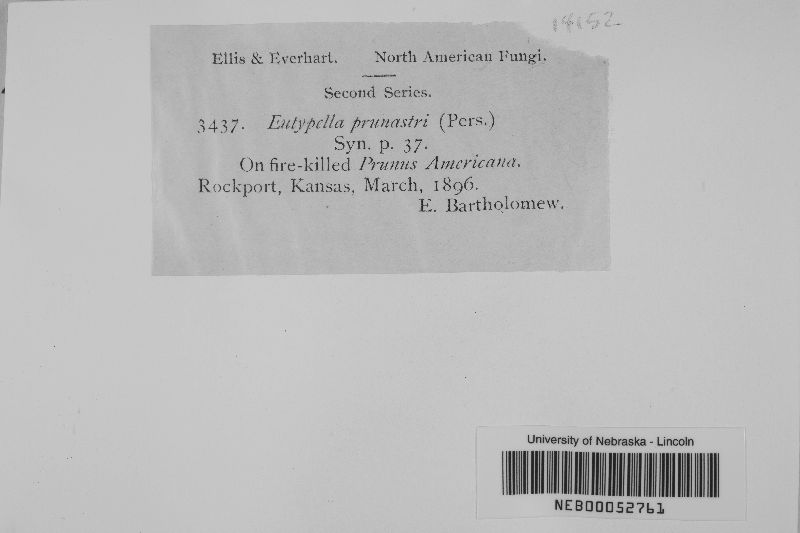 14152
Ellis & Everhart. North American Fungi.
Second Series.
3437. Eutypella prunastri (Pers.)
Syn. p. 37.
On fire-killed Prunus Americana.
Rockport, Kansas, March, 1896.
E. Bartholomew.
University of Nebraska - Lincoln
NEB00052761